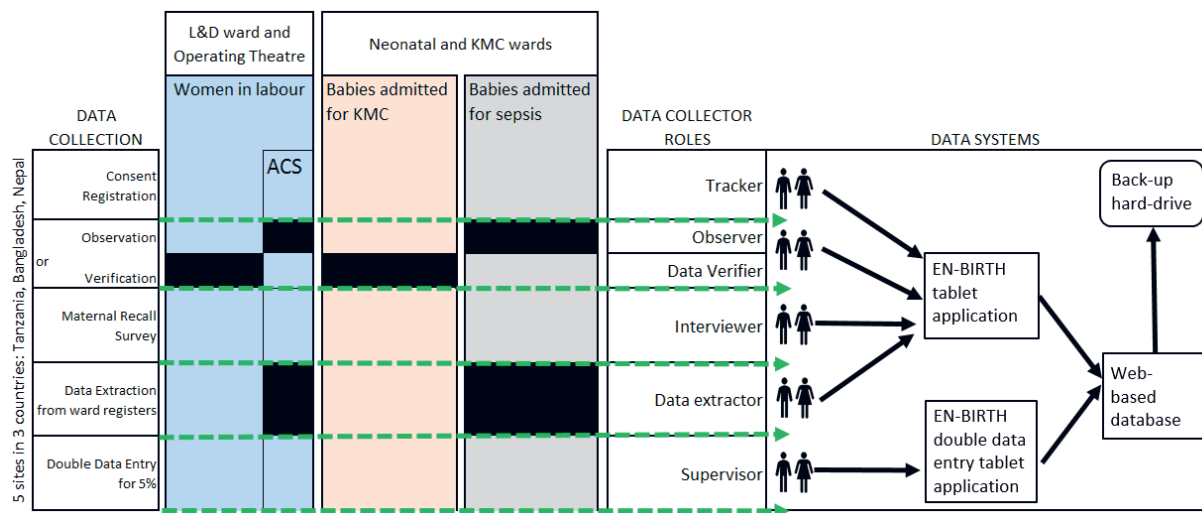 L&D ward and
Operating Theatre
Neonatal and KMC wards
Women in labour
Babies admitted
for KMC
Babies admitted
for sepsis
DATA
COLLECTION
DATA COLLECTOR
ROLES
DATA SYSTEMS
5 sites in 3 countries: Tanzania, Bangladesh, Nepal
ACS
Consent
Registration
Tracker
Back-up
hard-drive
Observation
or
Verification
Observer
Data Verifier
EN-BIRTH
tablet
application
Maternal Recall
Survey
Interviewer
Web-
based
database
Data Extraction
from ward registers
Data extractor
EN-BIRTH
double data
entry tablet
application
Double Data Entry
for 5%
Supervisor